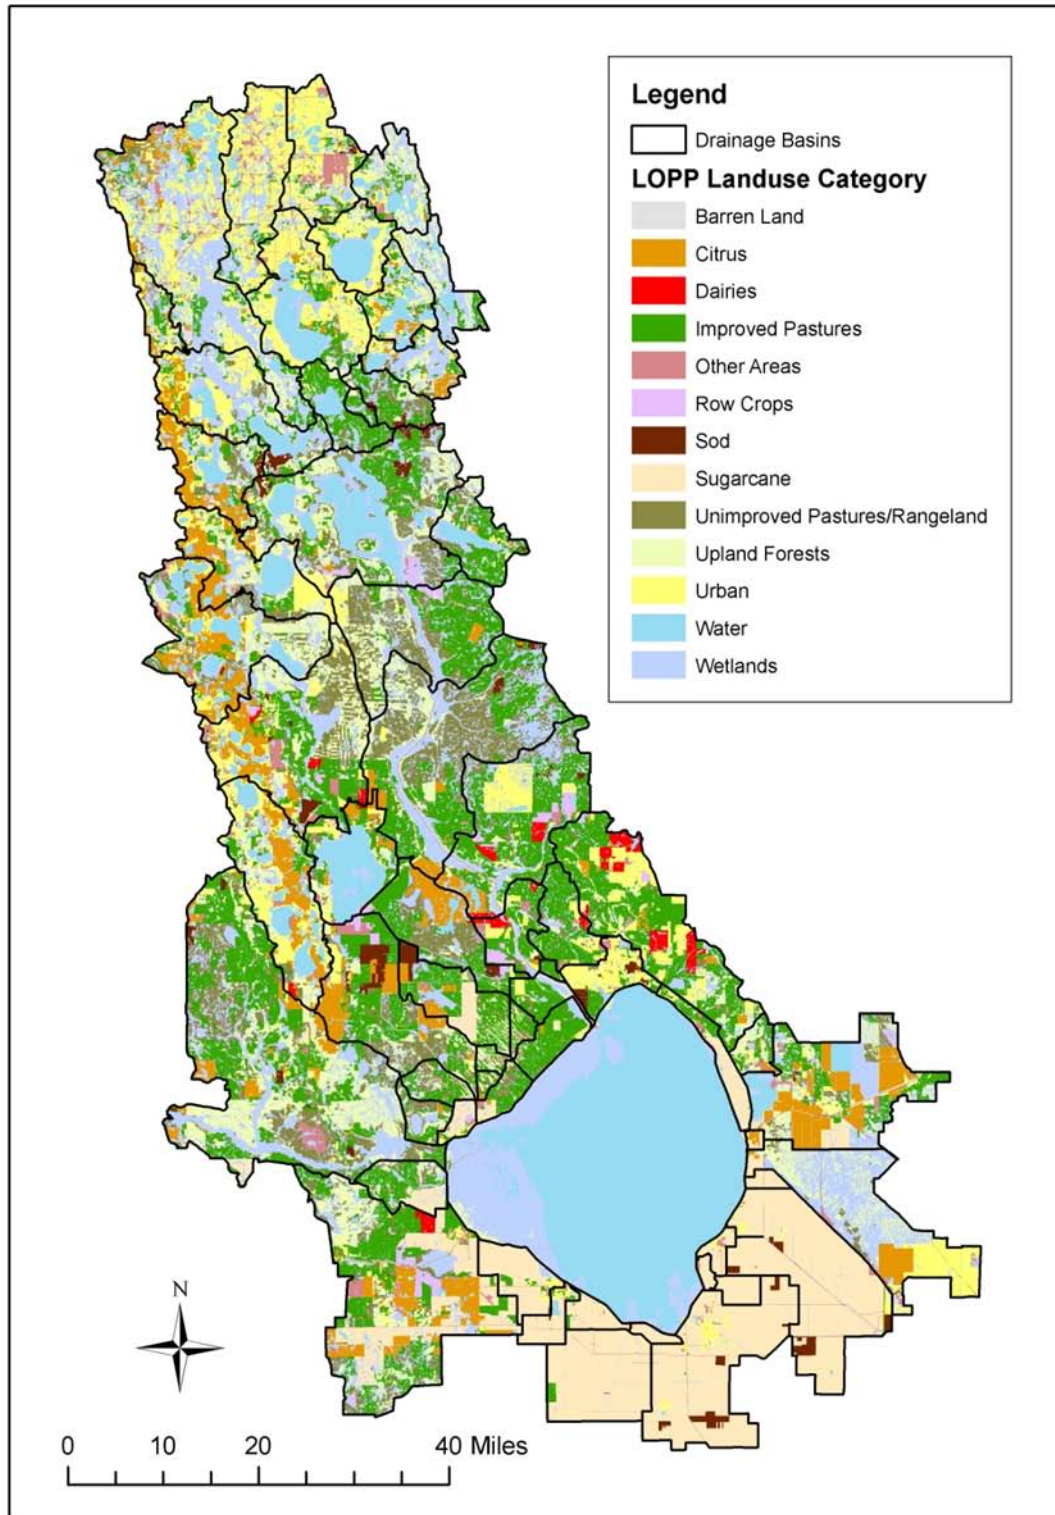 Legend
Drainage Basins
LOPP Landuse Category
Barren Land
Citrus
Dairies
Improved Pastures
Other Areas
Row Crops
Sod
Sugarcane
Unimproved Pastures/Rangeland
Upland Forests
Urban
Water
Wetlands
N
0 10 20 40 Miles